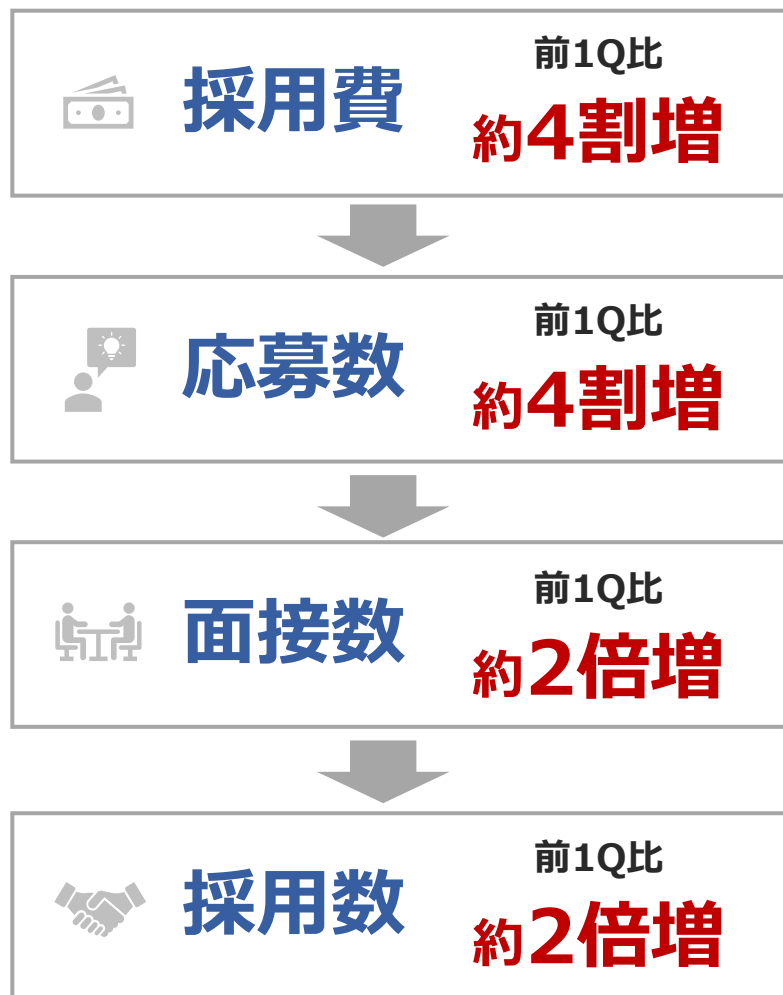 前1Q比
採用費
約4割増
前1Q比
応募数
約4割増
前1Q比
面接数
約2倍増
前1Q比
採用数
約2倍増